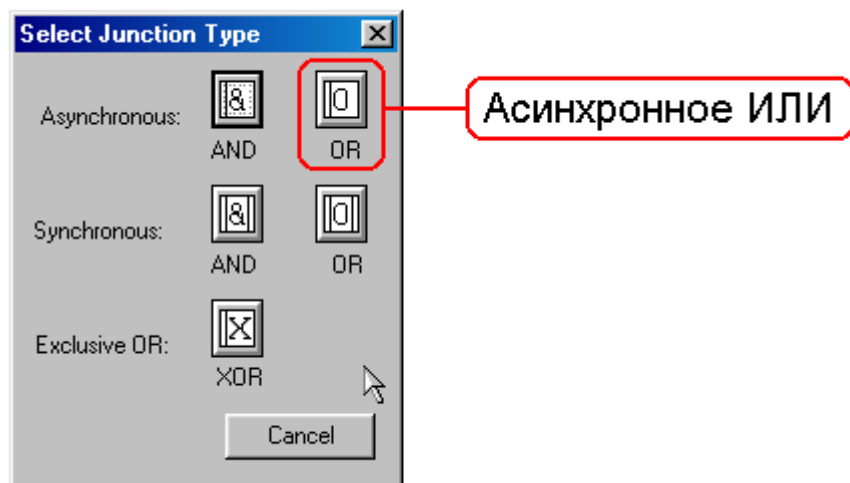 Select Junction Type
Asynchronous:
&
O
AND
OR
Асинхронное ИЛИ
Synchronous:
&
O
AND
OR
Exclusive OR:
X
XOR
Cancel